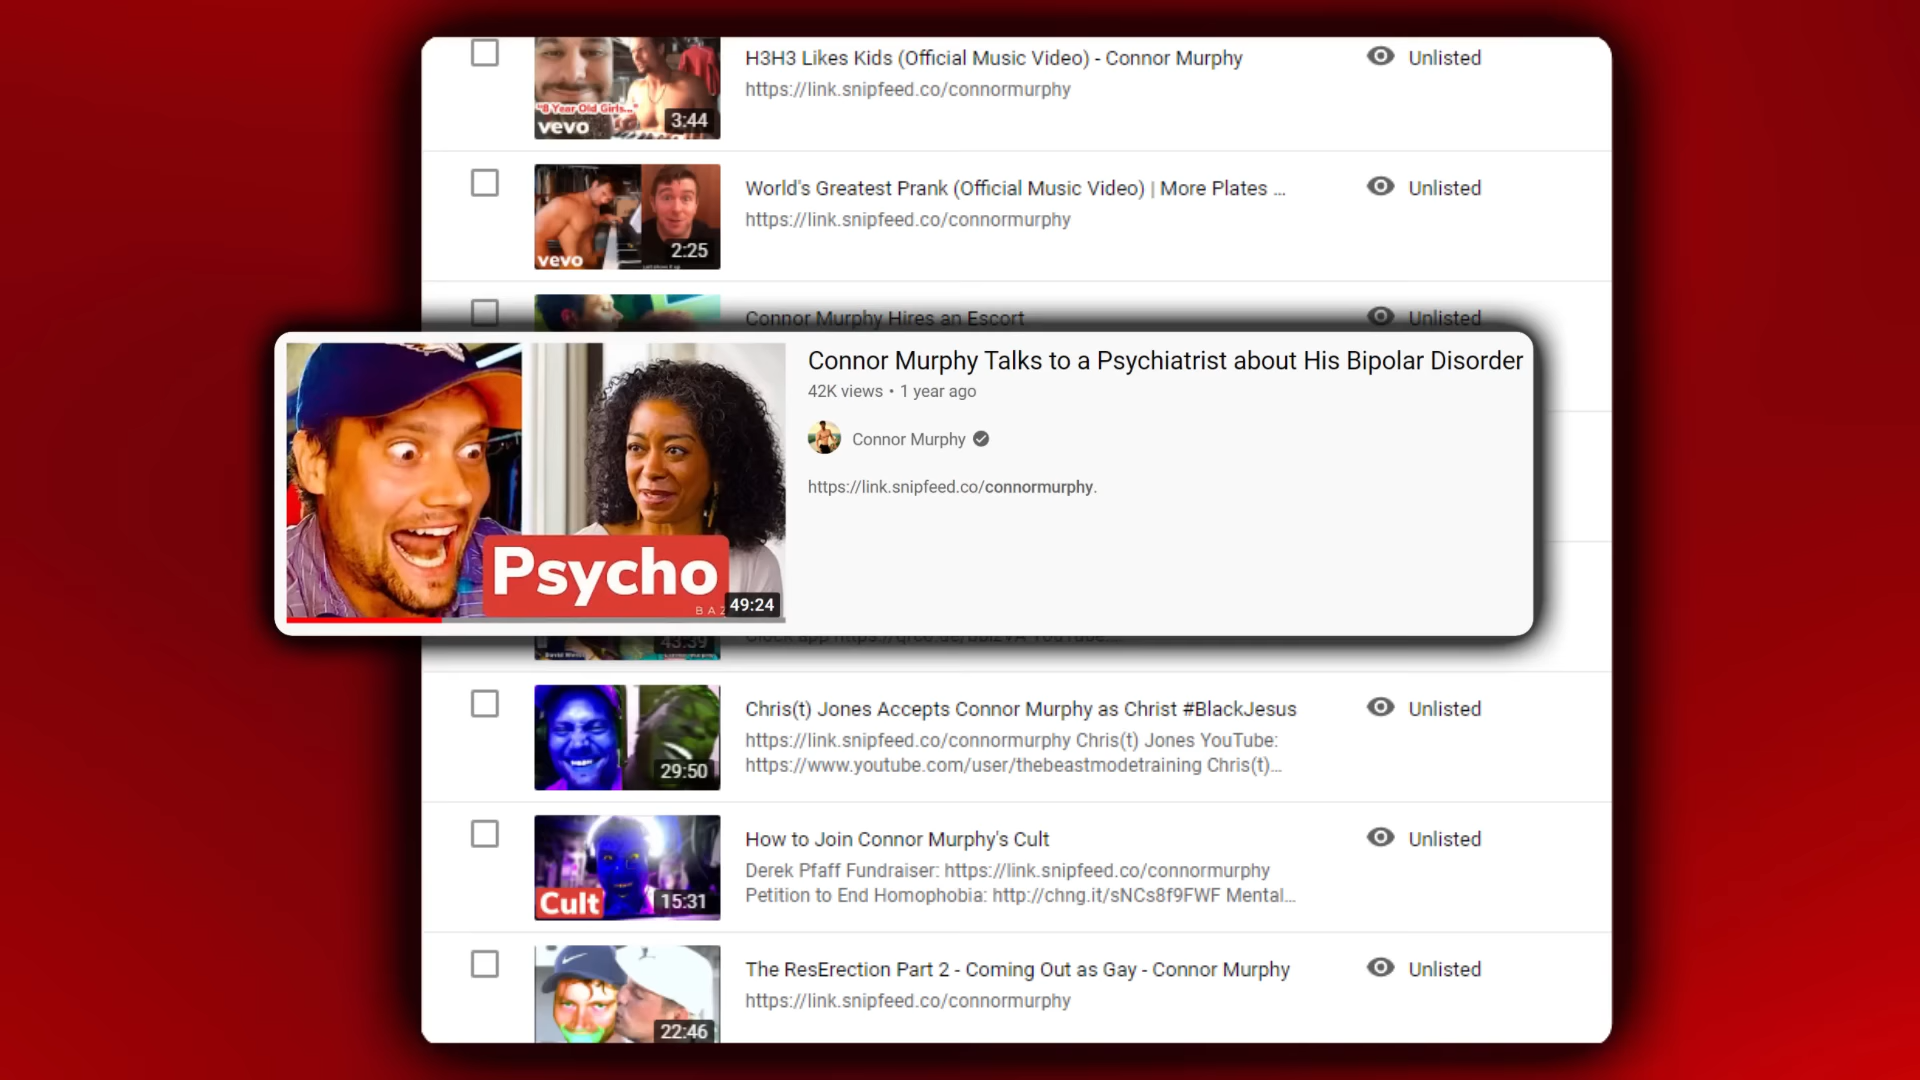 H3H3 Likes Kids (Official Music Video) - Connor Murphy
Unlisted
https://link.snipfeed.co/connormurphy
"8 Year Old Girls..."
vevo
3:44
World's Greatest Prank (Official Music Video) | More Plates ...
Unlisted
https://link.snipfeed.co/connormurphy
2:25
vevo
Connor Murphy Hires an Escort
Unlisted
Connor Murphy Talks to a Psychiatrist about His Bipolar Disorder
42K views • 1 year ago
Connor Murphy
https://link.snipfeed.co/connormurphy.
Psycho
BAZ
49:24
43:39
Chris(t) Jones Accepts Connor Murphy as Christ #BlackJesus
Unlisted
https://link.snipfeed.co/connormurphy Chris(t) Jones YouTube:
https://www.youtube.com/user/thebeastmodetraining Chris(t)...
29:50
How to Join Connor Murphy's Cult
Unlisted
Derek Pfaff Fundraiser: https://link.snipfeed.co/connormurphy
Petition to End Homophobia: http://chng.it/sNCs8f9FWF Mental...
Cult
15:31
The ResErection Part 2 - Coming Out as Gay - Connor Murphy
Unlisted
https://link.snipfeed.co/connormurphy
22:46